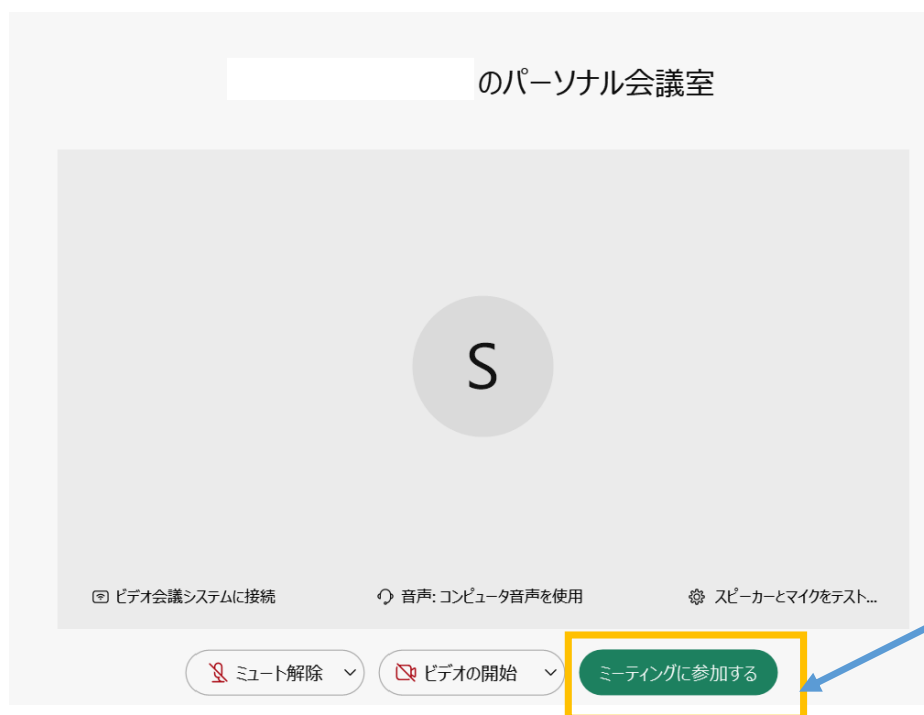 のパーソナル会議室
S
ビデオ会議システムに接続
音声: コンピュータ音声を使用
スピーカーとマイクをテスト...
ミュート解除
ビデオの開始
ミーティングに参加する